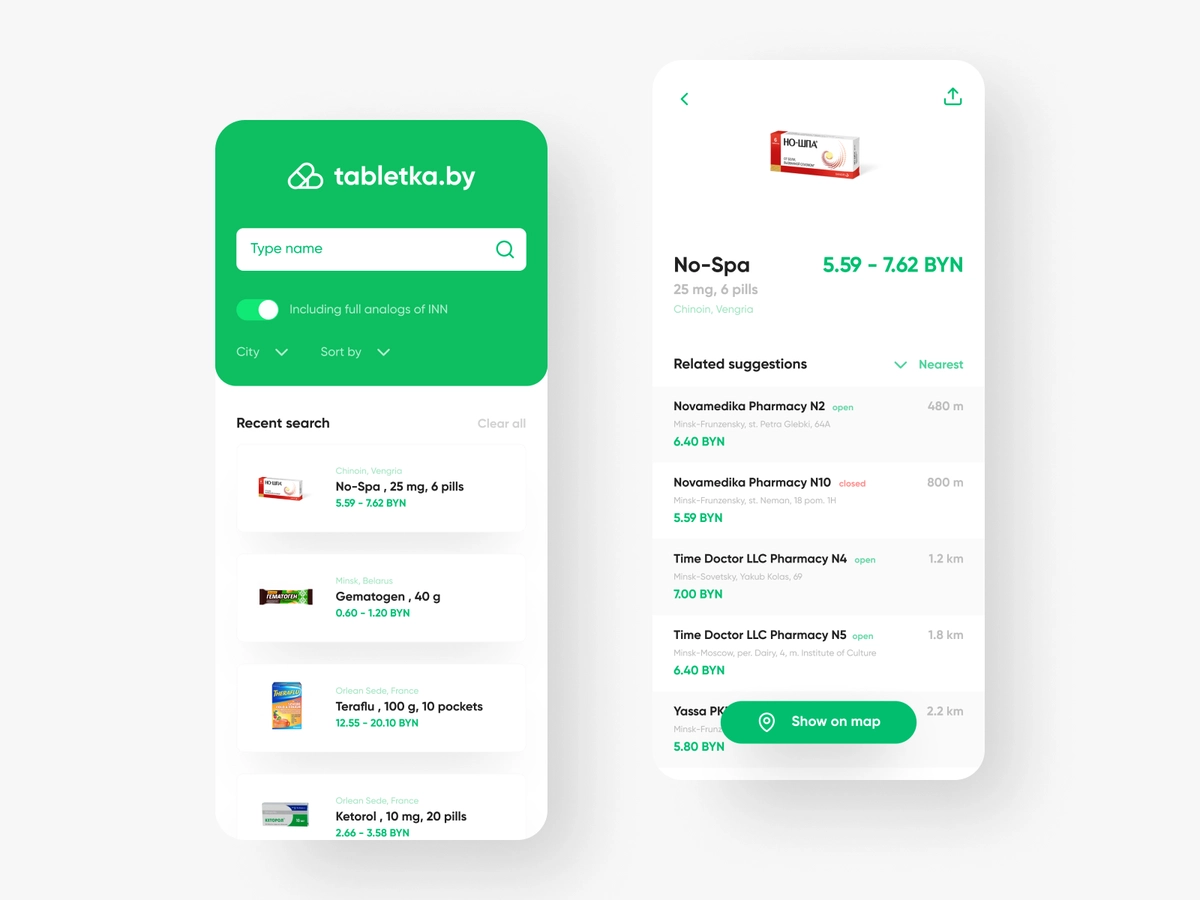 tabletka.by
Type name
Including full analogs of INN
City
Sort by
Recent search
Clear all
НО-ШПА
Chinoin, Vengria
No-Spa , 25 mg, 6 pills
5.59 - 7.62 BYN
ГЕМАТОГЕН
Minsk, Belarus
Gematogen , 40 g
0.60 - 1.20 BYN
THERAFLU
Orlean Sede, France
Teraflu , 100 g, 10 pockets
12.55 - 20.10 BYN
КЕТОРОЛ
Orlean Sede, France
Ketorol , 10 mg, 20 pills
2.66 - 3.58 BYN
НО-ШПА
No-Spa
5.59 - 7.62 BYN
25 mg, 6 pills
Chinoin, Vengria
Related suggestions
Nearest
Novamedika Pharmacy N2 open
480 m
Minsk-Frunzensky, st. Petra Glebki, 64A
6.40 BYN
Novamedika Pharmacy N10 closed
800 m
Minsk-Frunzensky, st. Neman, 18 pom. 1H
5.59 BYN
Time Doctor LLC Pharmacy N4 open
1.2 km
Minsk-Sovetsky, Yakub Kolas, 69
7.00 BYN
Time Doctor LLC Pharmacy N5 open
1.8 km
Minsk-Moscow, per. Dairy, 4, m. Institute of Culture
6.40 BYN
Yassa
2.2 km
5.80 BYN
Show on map